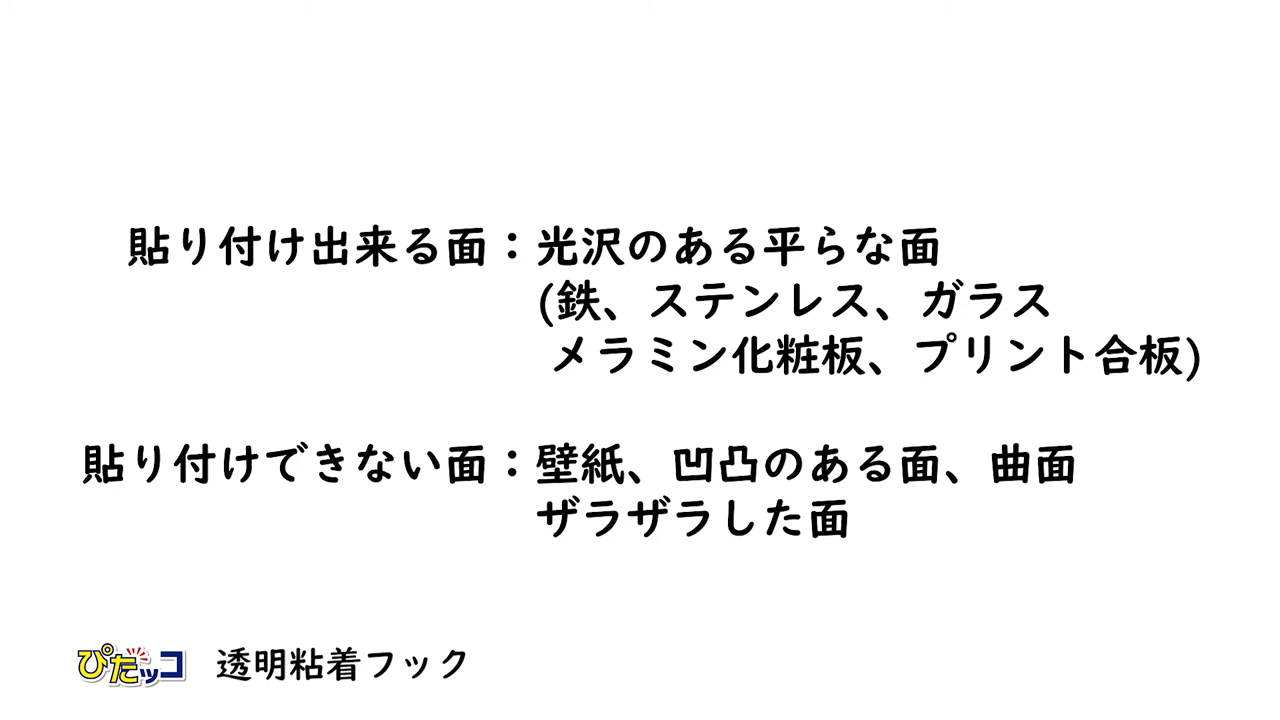 貼り付け出来る面：光沢のある平らな面
(鉄、ステンレス、ガラス
メラミン化粧板、プリント合板)
貼り付けできない面：壁紙、凹凸のある面、曲面
ザラザラした面
ぴたッコ 透明粘着フック